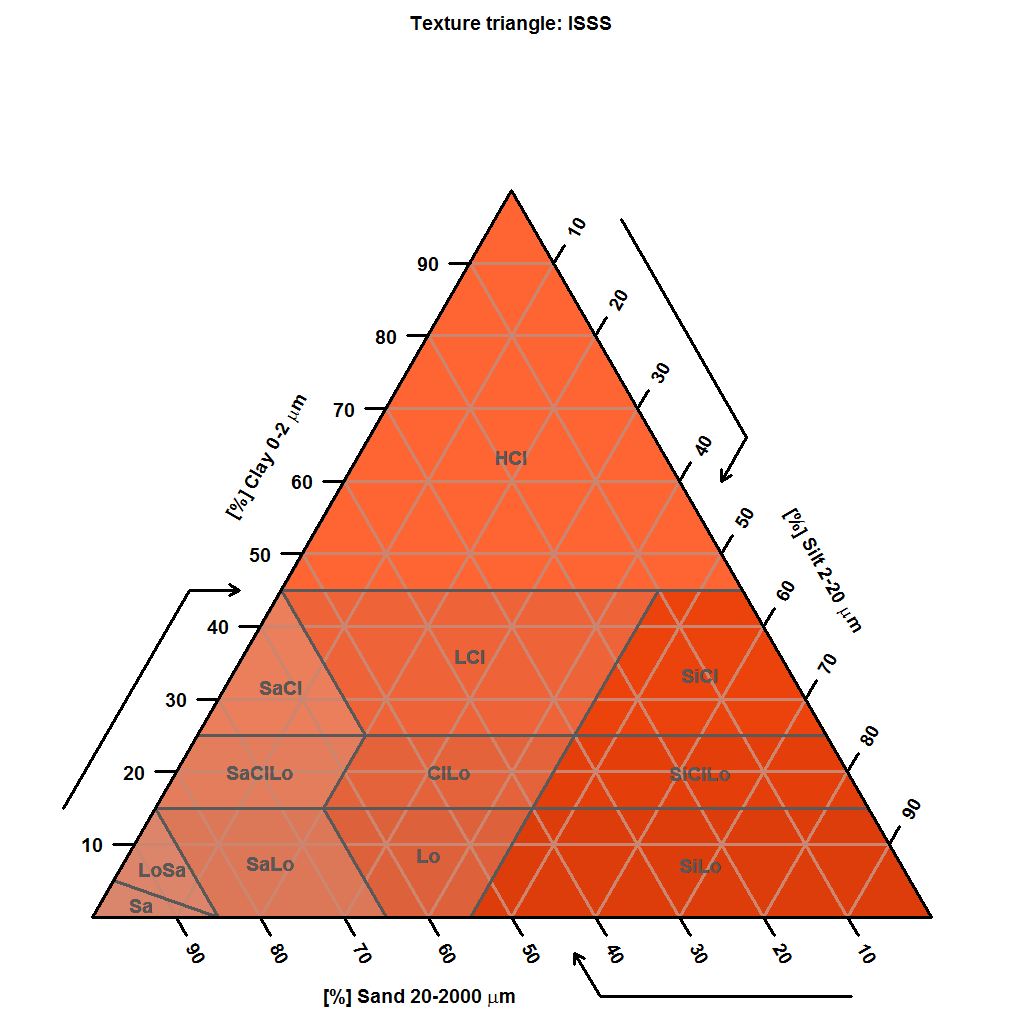 Texture triangle: ISSS
10
90
20
80
30
70
[%] Clay 0-2 μm
40
HCl
60
50
[%] Silt 2-20 μm
50
60
40
LCl
70
SiCl
SaCl
30
80
20
SaClLo
ClLo
SiClLo
90
10
Lo
SaLo
SiLo
LoSa
Sa
90
80
70
60
50
40
30
20
10
[%] Sand 20-2000 μm